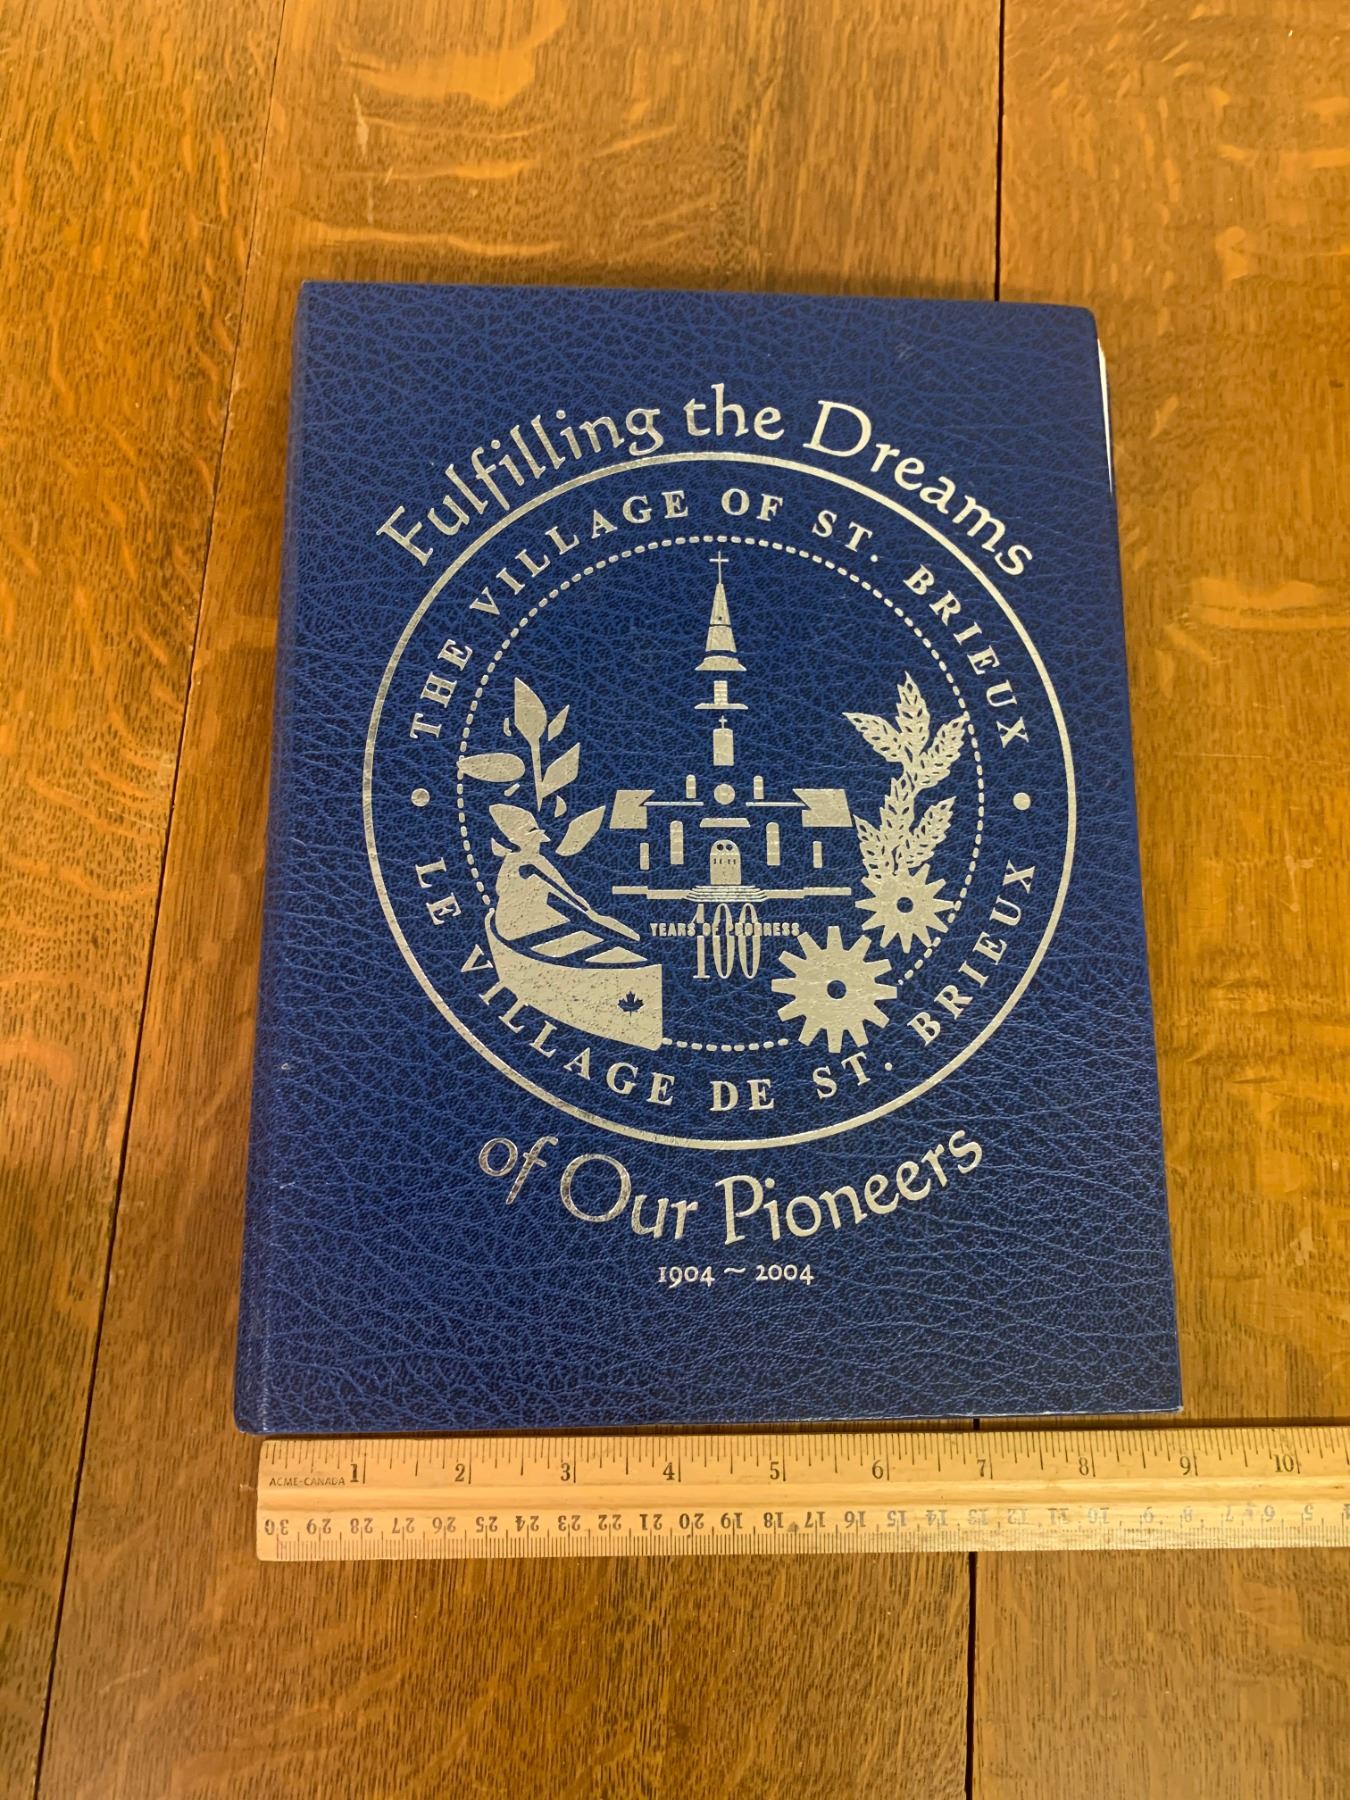 Fulfilling the Dreams
THE VILLAGE OF ST. BRIEUX
YEARS OF PROGRESS
100
LE VILLAGE DE ST. BRIEUX
of Our Pioneers
1904 ~ 2004
1 2 3 4 5 6 7 8 9 10
ACME-CANADA
30 29 28 27 26 25 24 23 22 21 20 19 18 17 16 15 14 13 12 11 10 9 8 7 6 5